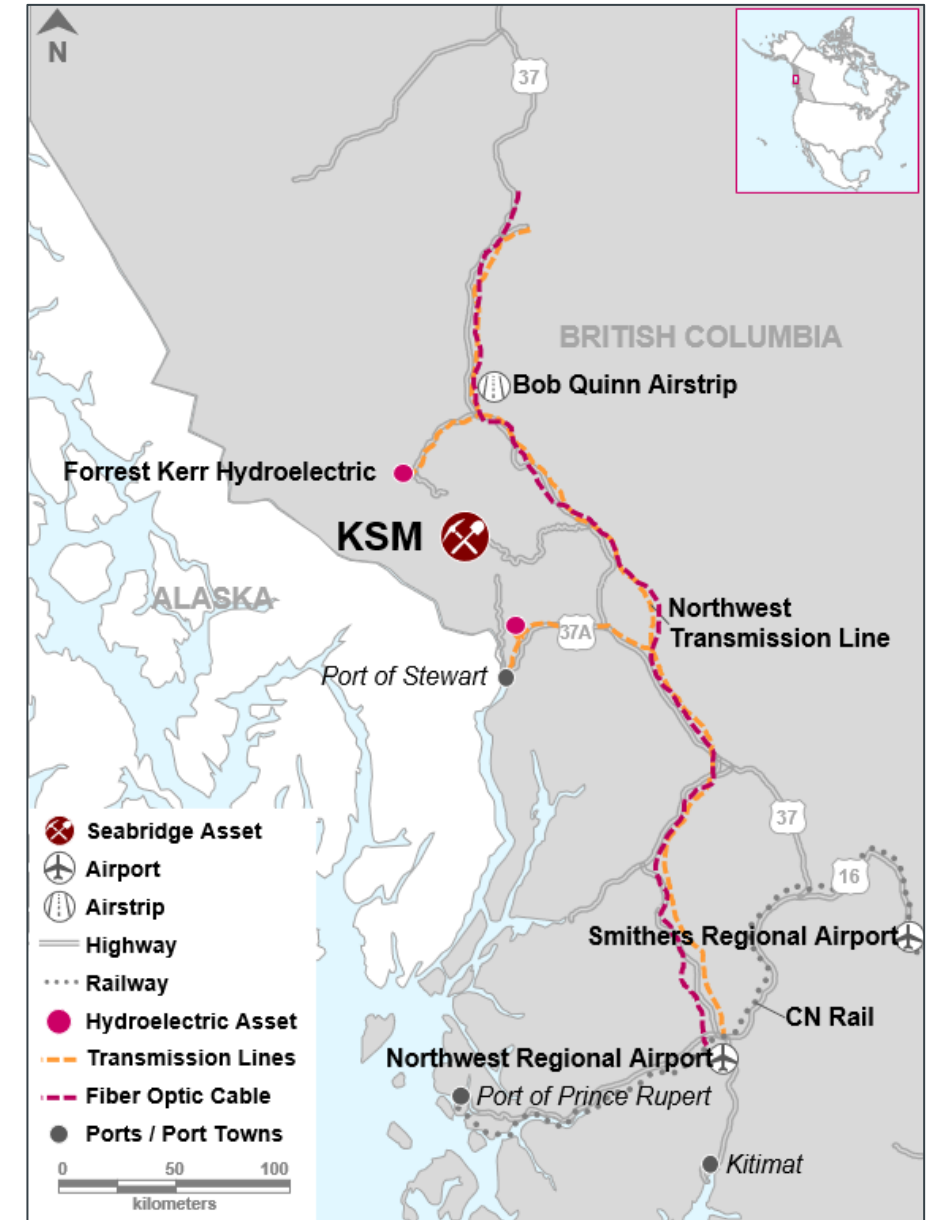 N
37
BRITISH COLUMBIA
Bob Quinn Airstrip
Forrest Kerr Hydroelectric
KSM
ALASKA
Northwest
Transmission Line
37A
Port of Stewart
37
16
Smithers Regional Airport
CN Rail
Northwest Regional Airport
Port of Prince Rupert
Kitimat
Seabridge Asset
Airport
Airstrip
Highway
Railway
Hydroelectric Asset
Transmission Lines
Fiber Optic Cable
Ports / Port Towns
0 50 100
kilometers